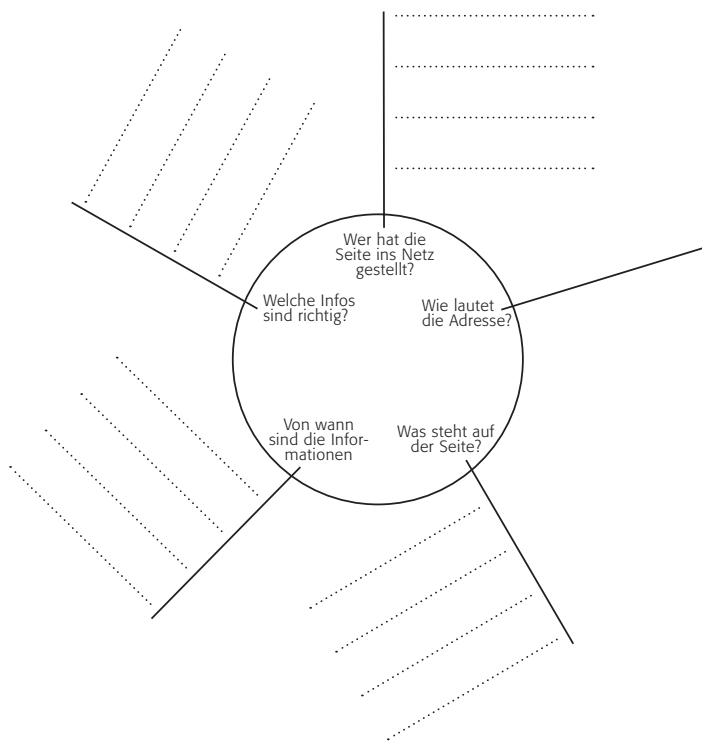 Wer hat die
Seite ins Netz
gestellt?
Welche Infos
sind richtig?
Wie lautet
die Adresse?
Von wann
sind die Infor-
mationen
Was steht auf
der Seite?